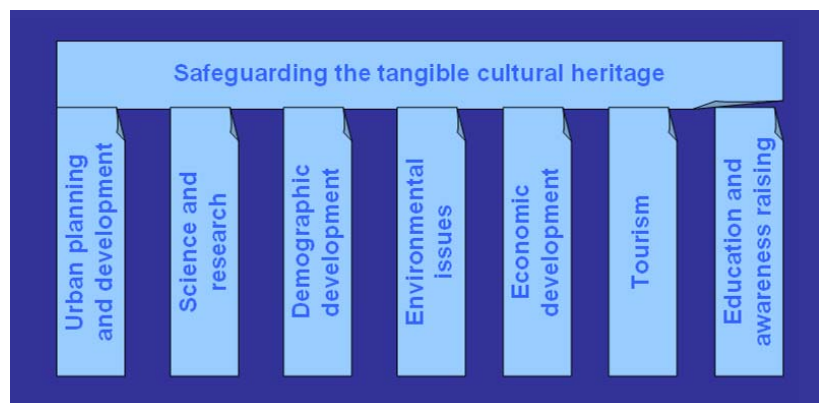 Safeguarding the tangible cultural heritage
Urban planning
and development
Science and
research
Demographic
development
Environmental
issues
Economic
development
Tourism
Education and
awareness raising